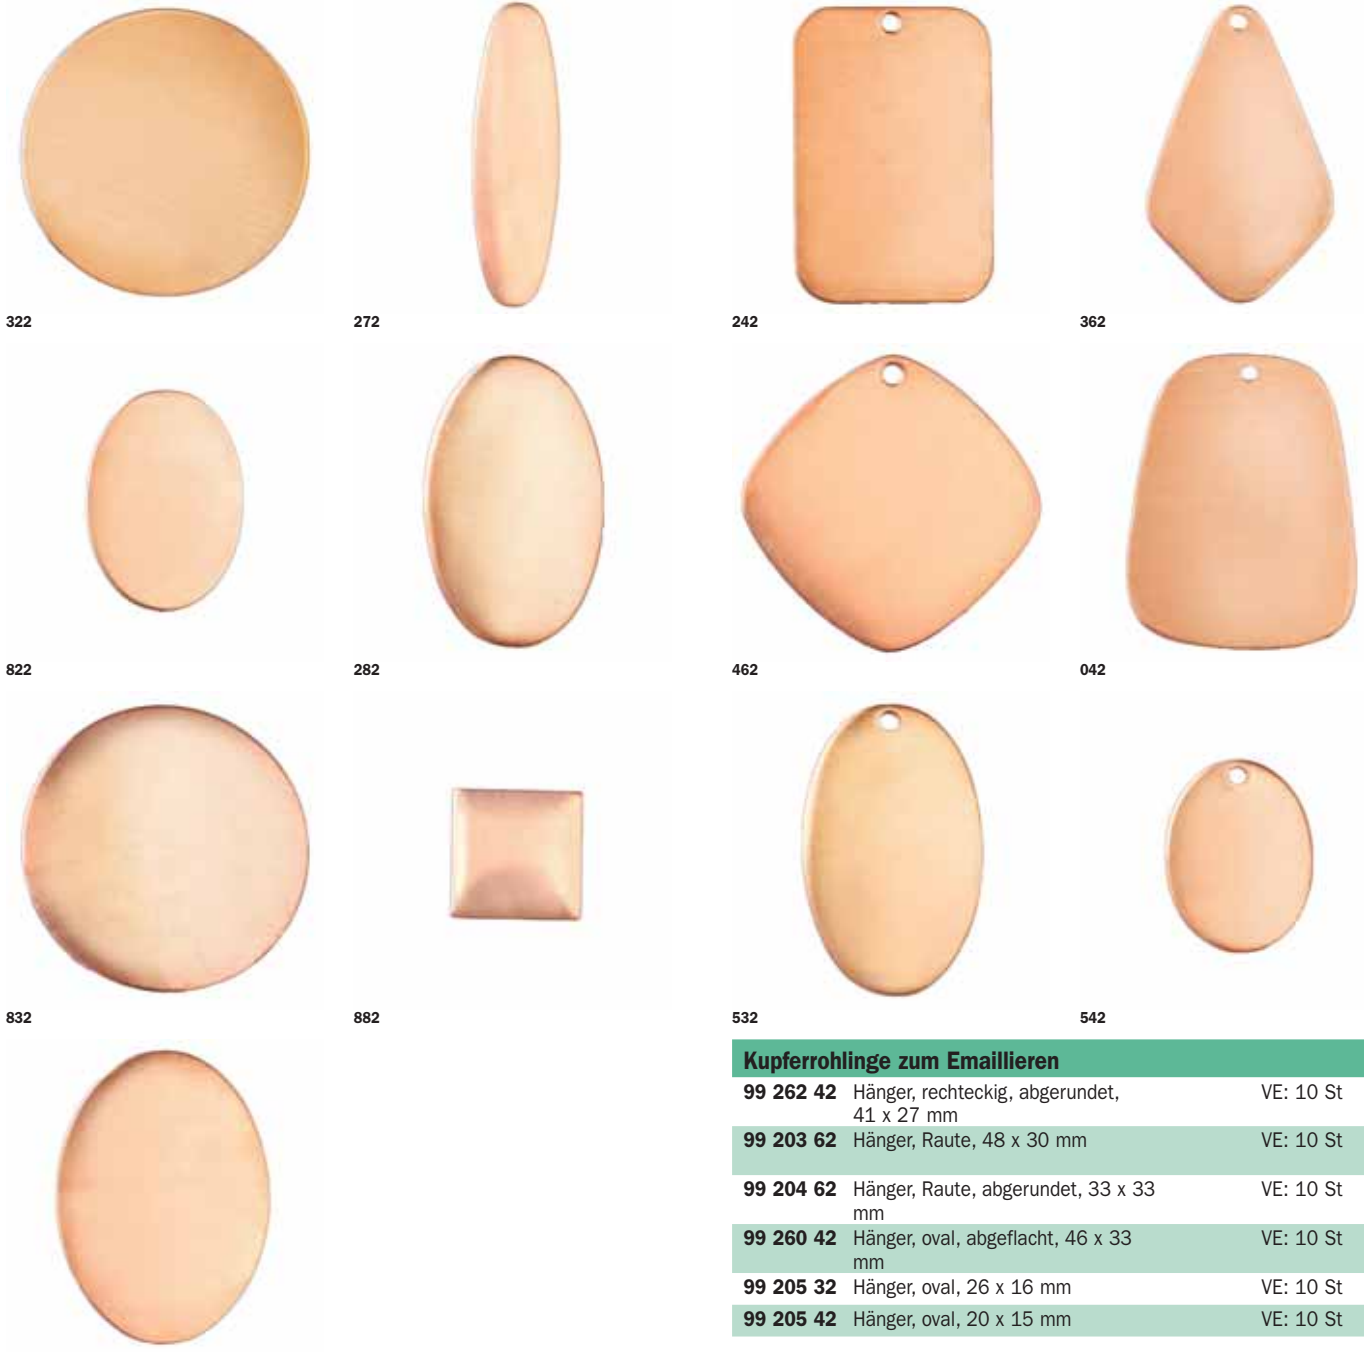 322
272
242
362
822
282
462
042
832
882
532
542
Kupferrohlinge zum Emaillieren
99 262 42 Hänger, rechteckig, abgerundet, VE: 10 St
41 x 27 mm
99 203 62 Hänger, Raute, 48 x 30 mm VE: 10 St
99 204 62 Hänger, Raute, abgerundet, 33 x 33 VE: 10 St
mm
99 260 42 Hänger, oval, abgeflacht, 46 x 33 VE: 10 St
mm
99 205 32 Hänger, oval, 26 x 16 mm VE: 10 St
99 205 42 Hänger, oval, 20 x 15 mm VE: 10 St